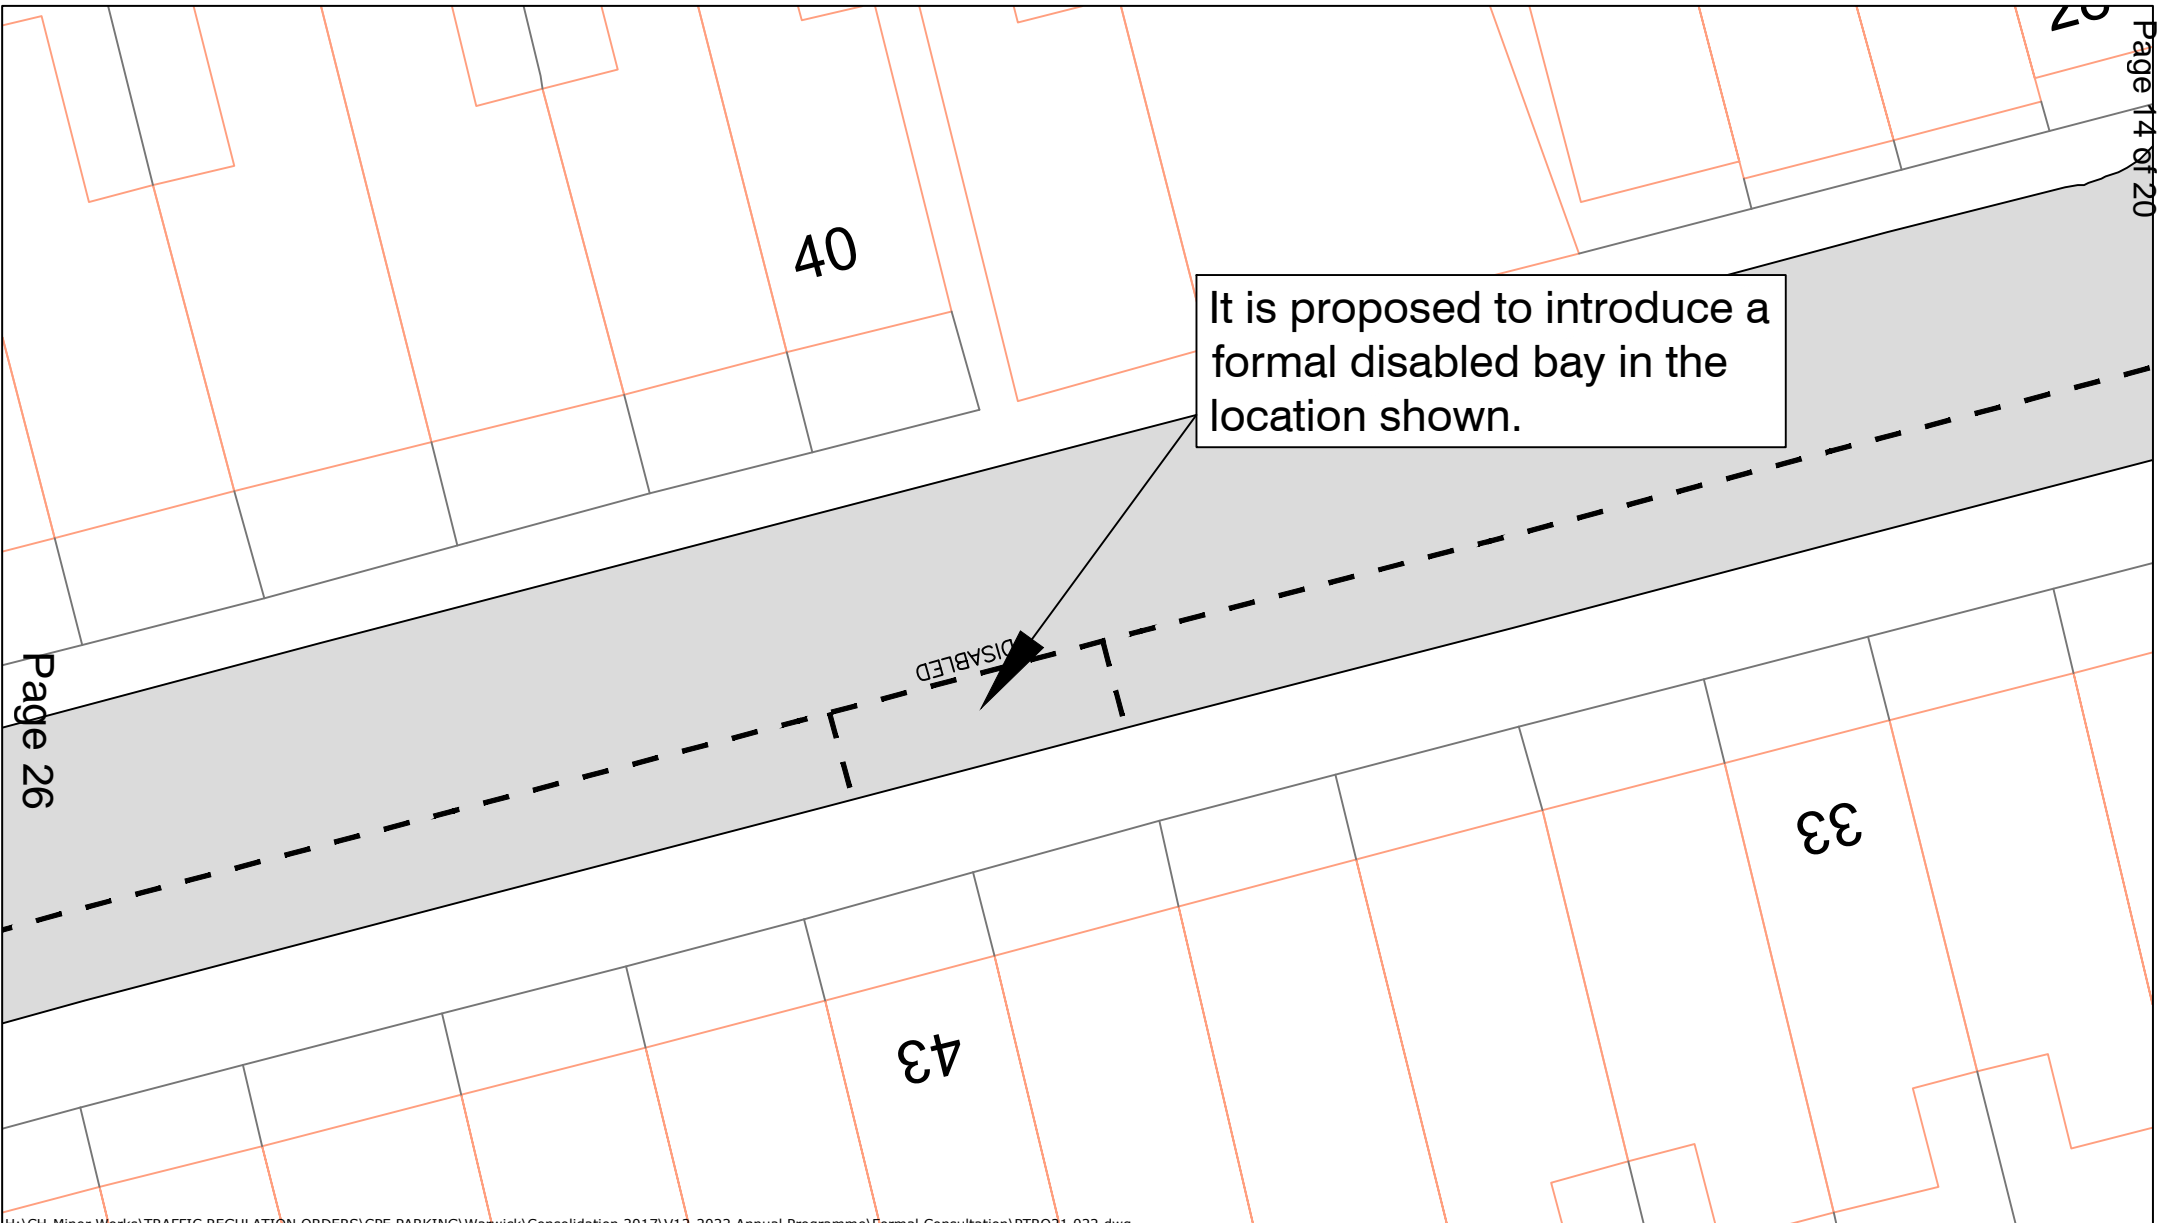 Page 14 of 20
40
It is proposed to introduce a
formal disabled bay in the
location shown.
DISABLED
Page 26
33
43